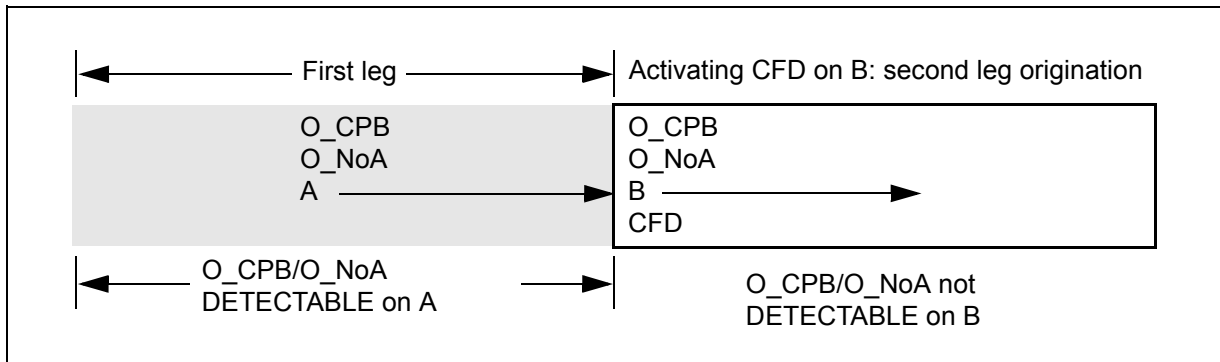 First leg
Activating CFD on B: second leg origination
O_CPB
O_NoA
A
O_CPB
O_NoA
B
CFD
O_CPB/O_NoA
DETECTABLE on A
O_CPB/O_NoA not
DETECTABLE on B